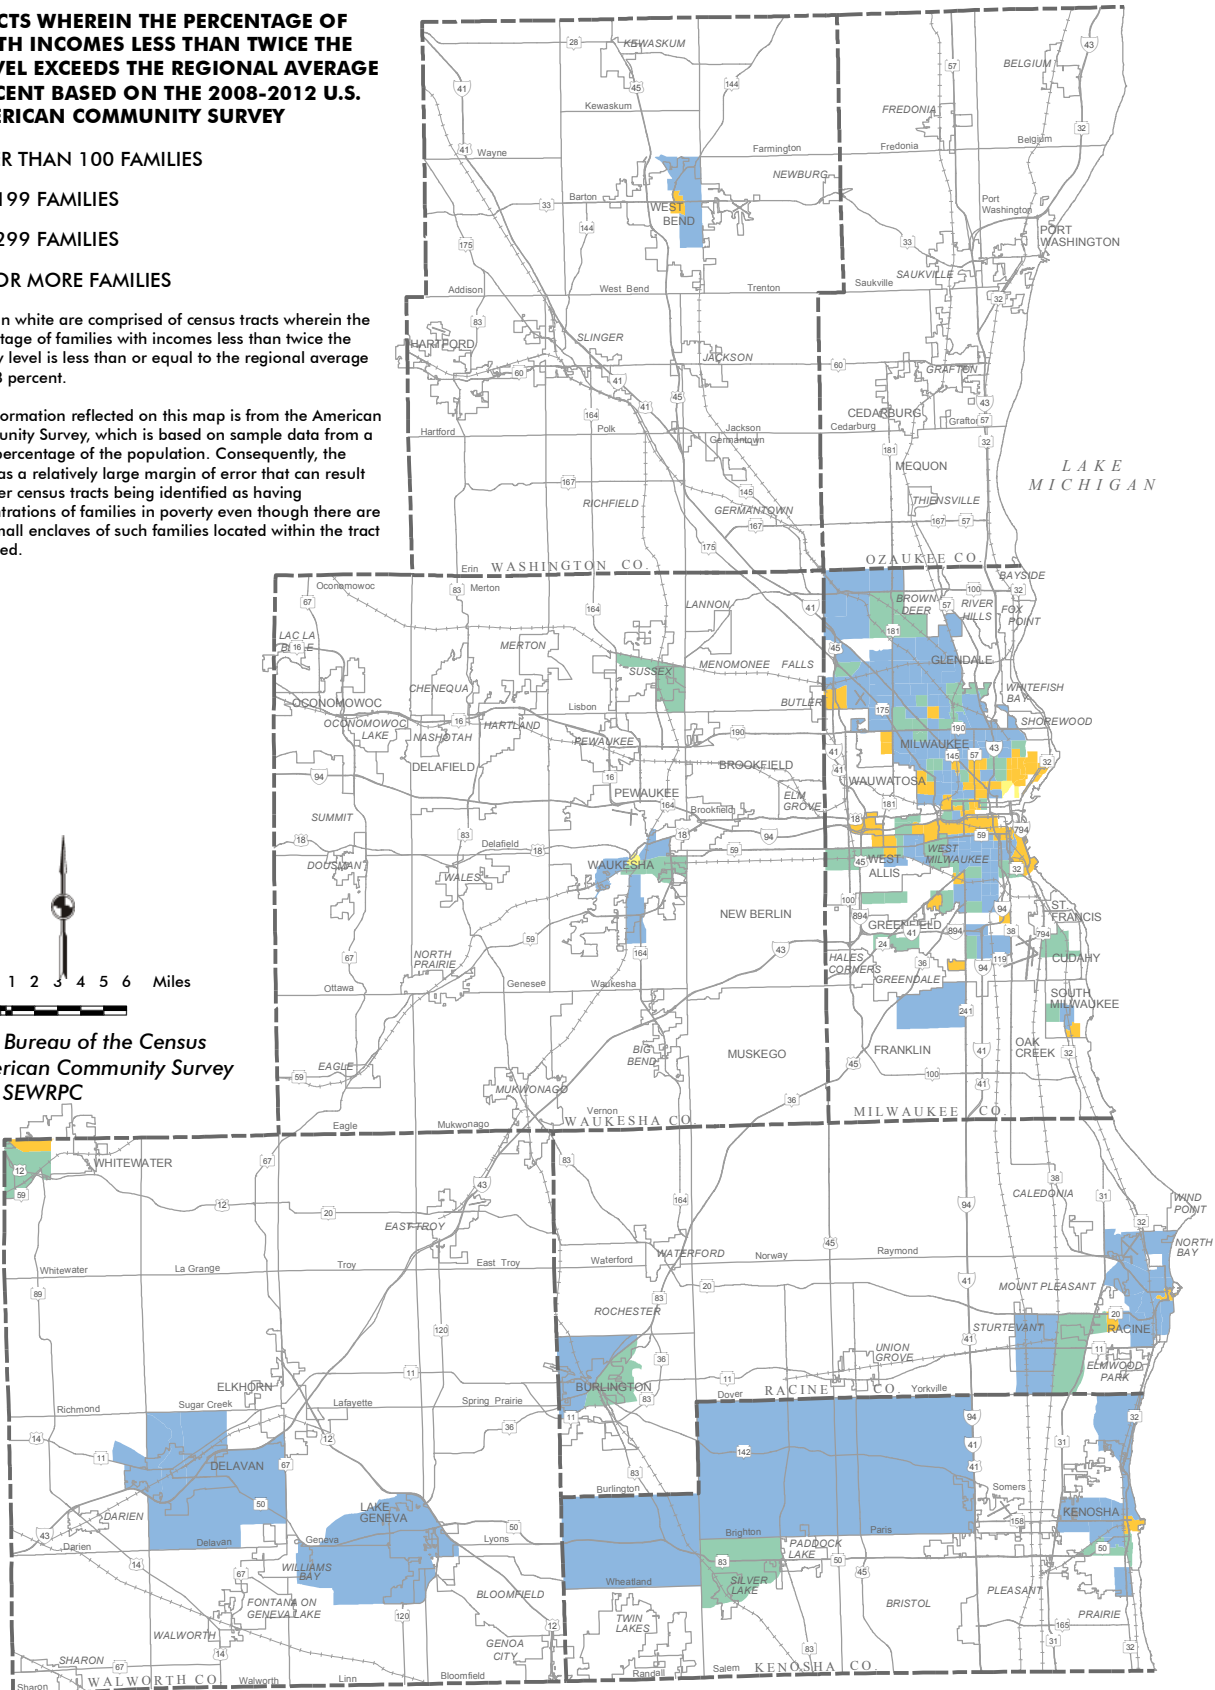 CTS WHEREIN THE PERCENTAGE OF
TH INCOMES LESS THAN TWICE THE
VEL EXCEEDS THE REGIONAL AVERAGE
CENT BASED ON THE 2008-2012 U.S.
ERICAN COMMUNITY SURVEY
R THAN 100 FAMILIES
199 FAMILIES
299 FAMILIES
OR MORE FAMILIES
n white are comprised of census tracts wherein the
tage of families with incomes less than twice the
y level is less than or equal to the regional average
3 percent.
ormation reflected on this map is from the American
unity Survey, which is based on sample data from a
percentage of the population. Consequently, the
as a relatively large margin of error that can result
er census tracts being identified as having
ntrations of families in poverty even though there are
mall enclaves of such families located within the tract
ed.
1 2 3 4 5 6 Miles
Bureau of the Census
erican Community Survey
SEWRPC
KEWASKUM
Kewaskum
Wayne
Barton
WEST
BEND
Farmington
NEWBURG
Addison
West Bend
Trenton
HARTFORD
SLINGER
JACKSON
Hartford
Polk
Jackson
Germantown
RICHFIELD
GERMANTOWN
Erin
WASHINGTON CO.
BELGIUM
FREDONIA
Fredonia
Belgium
Port
Washington
PORT
WASHINGTON
SAUKVILLE
Saukville
GRAFTON
CEDARBURG
Cedarburg
Grafton
MEQUON
THIENSVILLE
OZAUKEE CO.
LAKE
MICHIGAN
Oconomowoc
Merton
LANNON
LAC LA
MERTON
SUSSEX
MENOMONEE FALLS
CHENEQUA
OCONOMOWOC
OCONOMOWOC
LAKE
NASHOTAH
HARTLAND
Lisbon
BUTLER
PEWAUKEE
DELAFIELD
BROOKFIELD
PEWAUKEE
ELM
GROVE
SUMMIT
Brookfield
DOUSMAN
Delafield
WALES
WAUKESHA
NEW BERLIN
NORTH
PRAIRIE
Ottawa
Genesee
Waukesha
EAGLE
BIG
BEND
MUSKEGO
MUKWONAGO
Vernon
Eagle
Mukwonago
WAUKESHA CO.
BAYSIDE
BROWN
DEER
RIVER
HILLS
FOX
POINT
GLENDALE
WHITEFISH
BAY
SHOREWOOD
MILWAUKEE
WAUWATOSA
WEST
MILWAUKEE
WEST
ALLIS
ST.
FRANCIS
GREENFIELD
HALES
CORNERS
GREENDALE
CUDAHY
SOUTH
MILWAUKEE
FRANKLIN
OAK
CREEK
MILWAUKEE CO.
WHITEWATER
EAST TROY
Whitewater
La Grange
Troy
East Troy
ELKHORN
Richmond
Sugar Creek
Lafayette
Spring Prairie
DELAVAN
LAKE
GENEVA
DARIEN
Darien
Delavan
Geneva
Lyons
WILLIAMS
BAY
FONTANA ON
GENEVA LAKE
BLOOMFIELD
WALWORTH
GENOA
CITY
SHARON
Sharon
WALWORTH CO.
Walworth
Linn
Bloomfield
CALEDONIA
WIND
POINT
NORTH
BAY
WATERFORD
Waterford
Norway
Raymond
MOUNT PLEASANT
ROCHESTER
STURTEVANT
RACINE
UNION
GROVE
ELMWOOD
PARK
BURLINGTON
Dover
RACINE CO.
Yorkville
Burlington
Somers
KENOSHA
Brighton
Paris
PADDOCK
LAKE
SILVER
LAKE
Wheatland
TWIN
LAKES
BRISTOL
PLEASANT
PRAIRIE
Randall
Salem
KENOSHA CO.